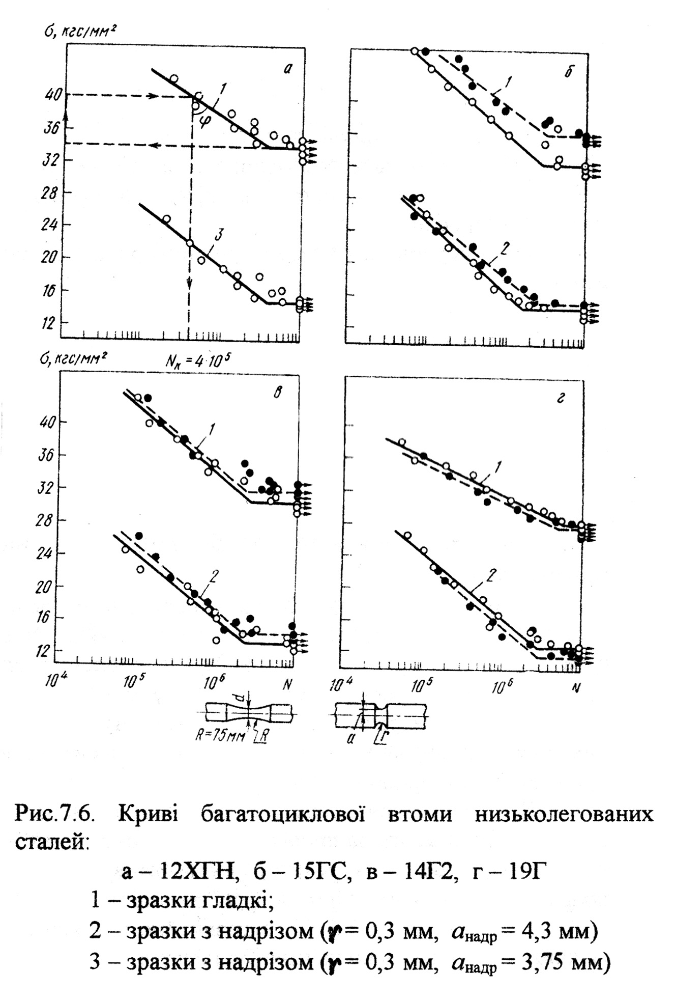 σ, кгс/мм²
а
40
36
32
28
24
20
16
12
1
φ
3
б
1
2
σ, кгс/мм²
Nк = 4·10⁵
в
40
36
32
28
24
20
16
12
1
2
10⁴
10⁵
10⁶
N
г
1
2
10⁴
10⁵
10⁶
N
d
R=75мм
R
a
r
Рис.7.6. Криві багатоциклової втоми низьколегованих
сталей:
а – 12ХГН, б – 15ГС, в – 14Г2, г – 19Г
1 – зразки гладкі;
2 – зразки з надрізом (r = 0,3 мм, aнадр = 4,3 мм)
3 – зразки з надрізом (r = 0,3 мм, aнадр = 3,75 мм)